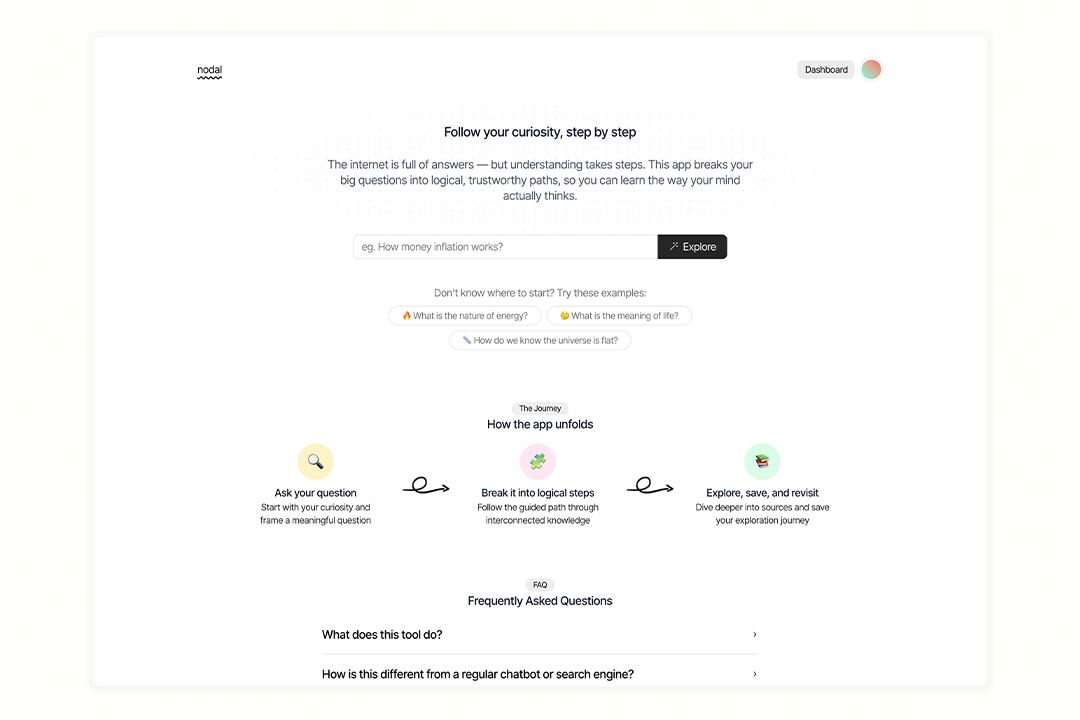 nodal
Dashboard
Follow your curiosity, step by step
The internet is full of answers — but understanding takes steps. This app breaks your
big questions into logical, trustworthy paths, so you can learn the way your mind
actually thinks.
eg. How money inflation works?
Explore
Don't know where to start? Try these examples:
🔥 What is the nature of energy?
🤔 What is the meaning of life?
📏 How do we know the universe is flat?
The Journey
How the app unfolds
Ask your question
Start with your curiosity and
frame a meaningful question
Break it into logical steps
Follow the guided path through
interconnected knowledge
Explore, save, and revisit
Dive deeper into sources and save
your exploration journey
FAQ
Frequently Asked Questions
What does this tool do?
How is this different from a regular chatbot or search engine?